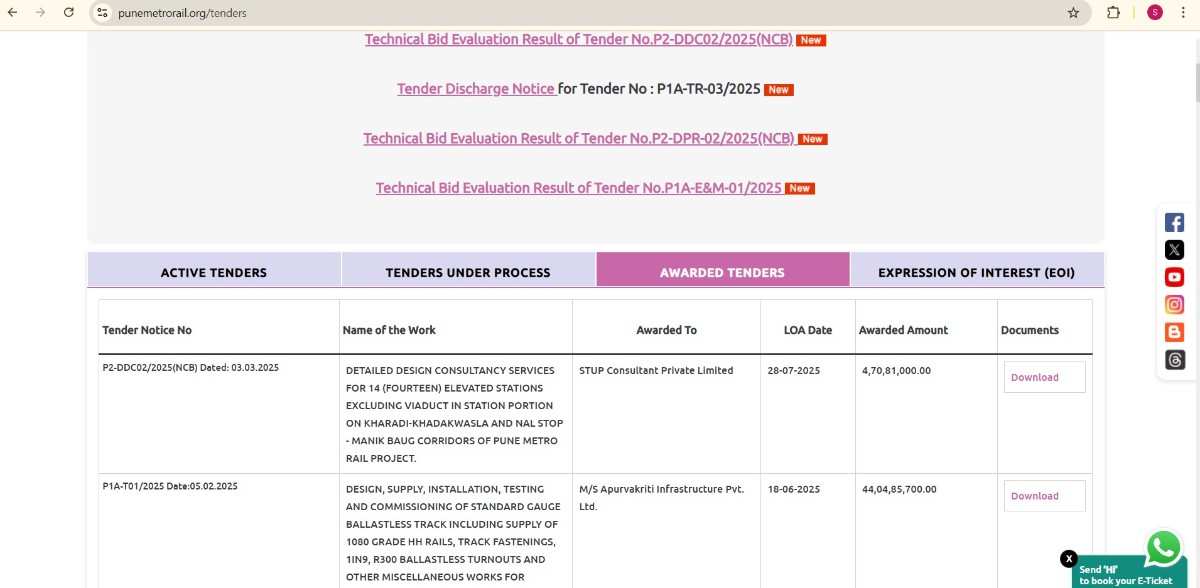 punemetrorail.org/tenders
S
Technical Bid Evaluation Result of Tender No.P2-DDC02/2025(NCB) New
Tender Discharge Notice for Tender No : P1A-TR-03/2025 New
Technical Bid Evaluation Result of Tender No.P2-DPR-02/2025(NCB) New
Technical Bid Evaluation Result of Tender No.P1A-E&M-01/2025 New
ACTIVE TENDERS TENDERS UNDER PROCESS AWARDED TENDERS EXPRESSION OF INTEREST (EOI)
Tender Notice No Name of the Work Awarded To LOA Date Awarded Amount Documents
P2-DDC02/2025(NCB) Dated: 03.03.2025
DETAILED DESIGN CONSULTANCY SERVICES
FOR 14 (FOURTEEN) ELEVATED STATIONS
EXCLUDING VIADUCT IN STATION PORTION
ON KHARADI-KHADAKWASLA AND NAL STOP
- MANIK BAUG CORRIDORS OF PUNE METRO
RAIL PROJECT.
STUP Consultant Private Limited
28-07-2025
4,70,81,000.00
Download
P1A-T01/2025 Date:05.02.2025
DESIGN, SUPPLY, INSTALLATION, TESTING
AND COMMISSIONING OF STANDARD GAUGE
BALLASTLESS TRACK INCLUDING SUPPLY OF
1080 GRADE HH RAILS, TRACK FASTENINGS,
1IN9, R300 BALLASTLESS TURNOUTS AND
OTHER MISCELLANEOUS WORKS FOR
M/S Apurvakriti Infrastructure Pvt.
Ltd.
18-06-2025
44,04,85,700.00
Download
X
Send 'Hi'
to book your E-Ticket